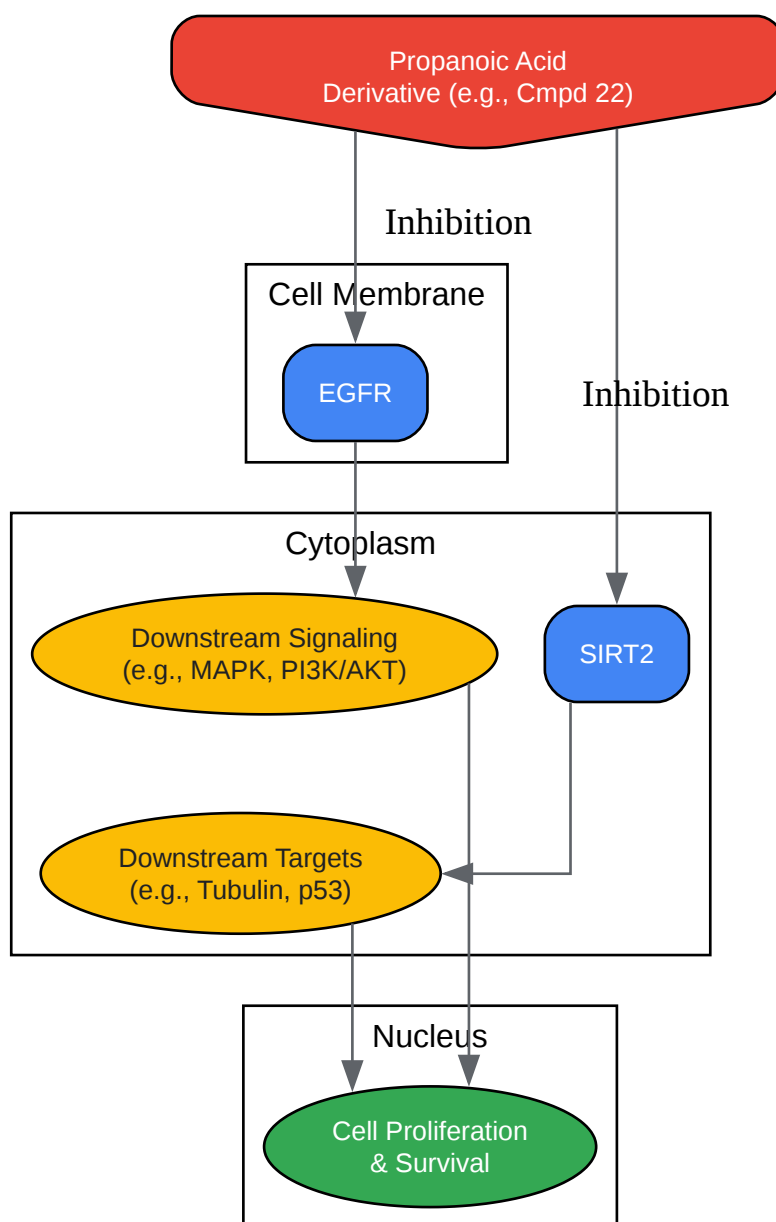 Propanoic Acid
Derivative (e.g., Cmpd 22)
Inhibition
Cell Membrane
EGFR
Inhibition
Cytoplasm
Downstream Signaling
(e.g., MAPK, PI3K/AKT)
SIRT2
Downstream Targets
(e.g., Tubulin, p53)
Nucleus
Cell Proliferation
& Survival